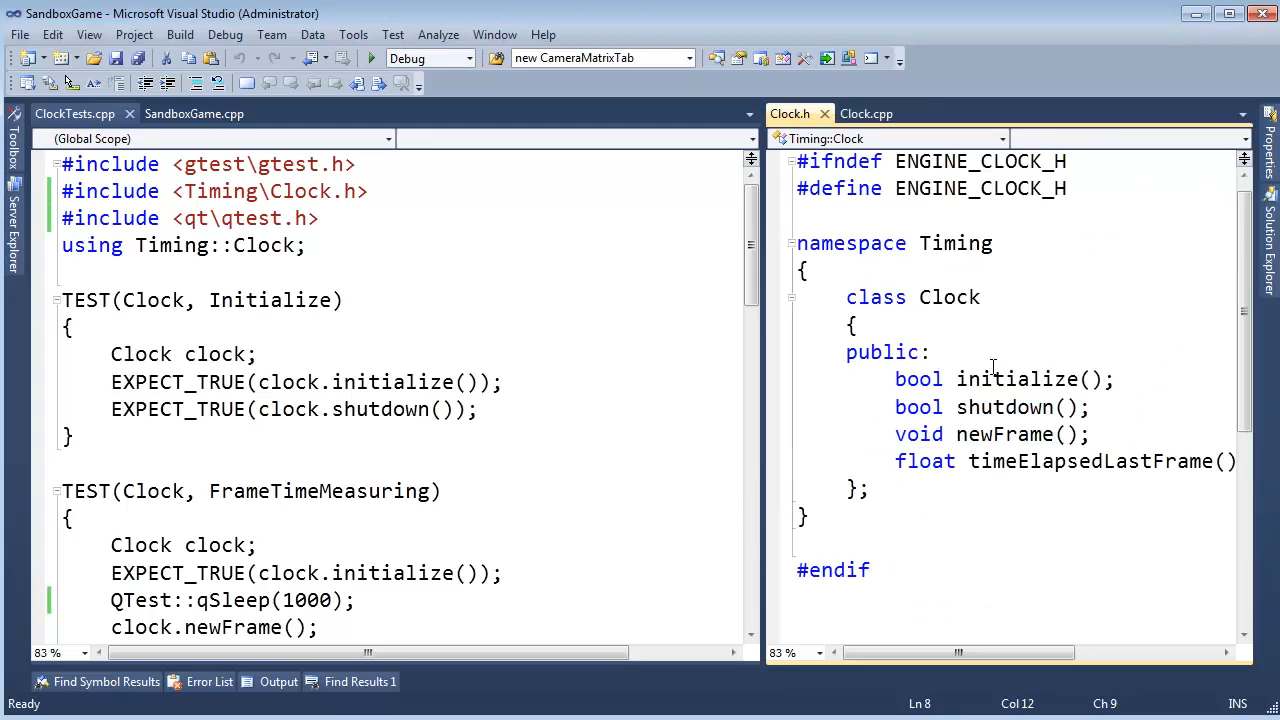 SandboxGame - Microsoft Visual Studio (Administrator)
File Edit View Project Build Debug Team Data Tools Test Analyze Window Help
Debug new CameraMatrixTab
ClockTests.cpp SandboxGame.cpp
(Global Scope)
#include <gtest\gtest.h>
#include <Timing\Clock.h>
#include <qt\qtest.h>
using Timing::Clock;
TEST(Clock, Initialize)
{
Clock clock;
EXPECT_TRUE(clock.initialize());
EXPECT_TRUE(clock.shutdown());
}
TEST(Clock, FrameTimeMeasuring)
{
Clock clock;
EXPECT_TRUE(clock.initialize());
QTest::qSleep(1000);
clock.newFrame();
83 %
Clock.h Clock.cpp
Timing::Clock
#ifndef ENGINE_CLOCK_H
#define ENGINE_CLOCK_H
namespace Timing
{
class Clock
{
public:
bool initialize();
bool shutdown();
void newFrame();
float timeElapsedLastFrame()
};
}
#endif
83 %
Toolbox
Server Explorer
Properties
Solution Explorer
Find Symbol Results Error List Output Find Results 1
Ready Ln 8 Col 12 Ch 9 INS